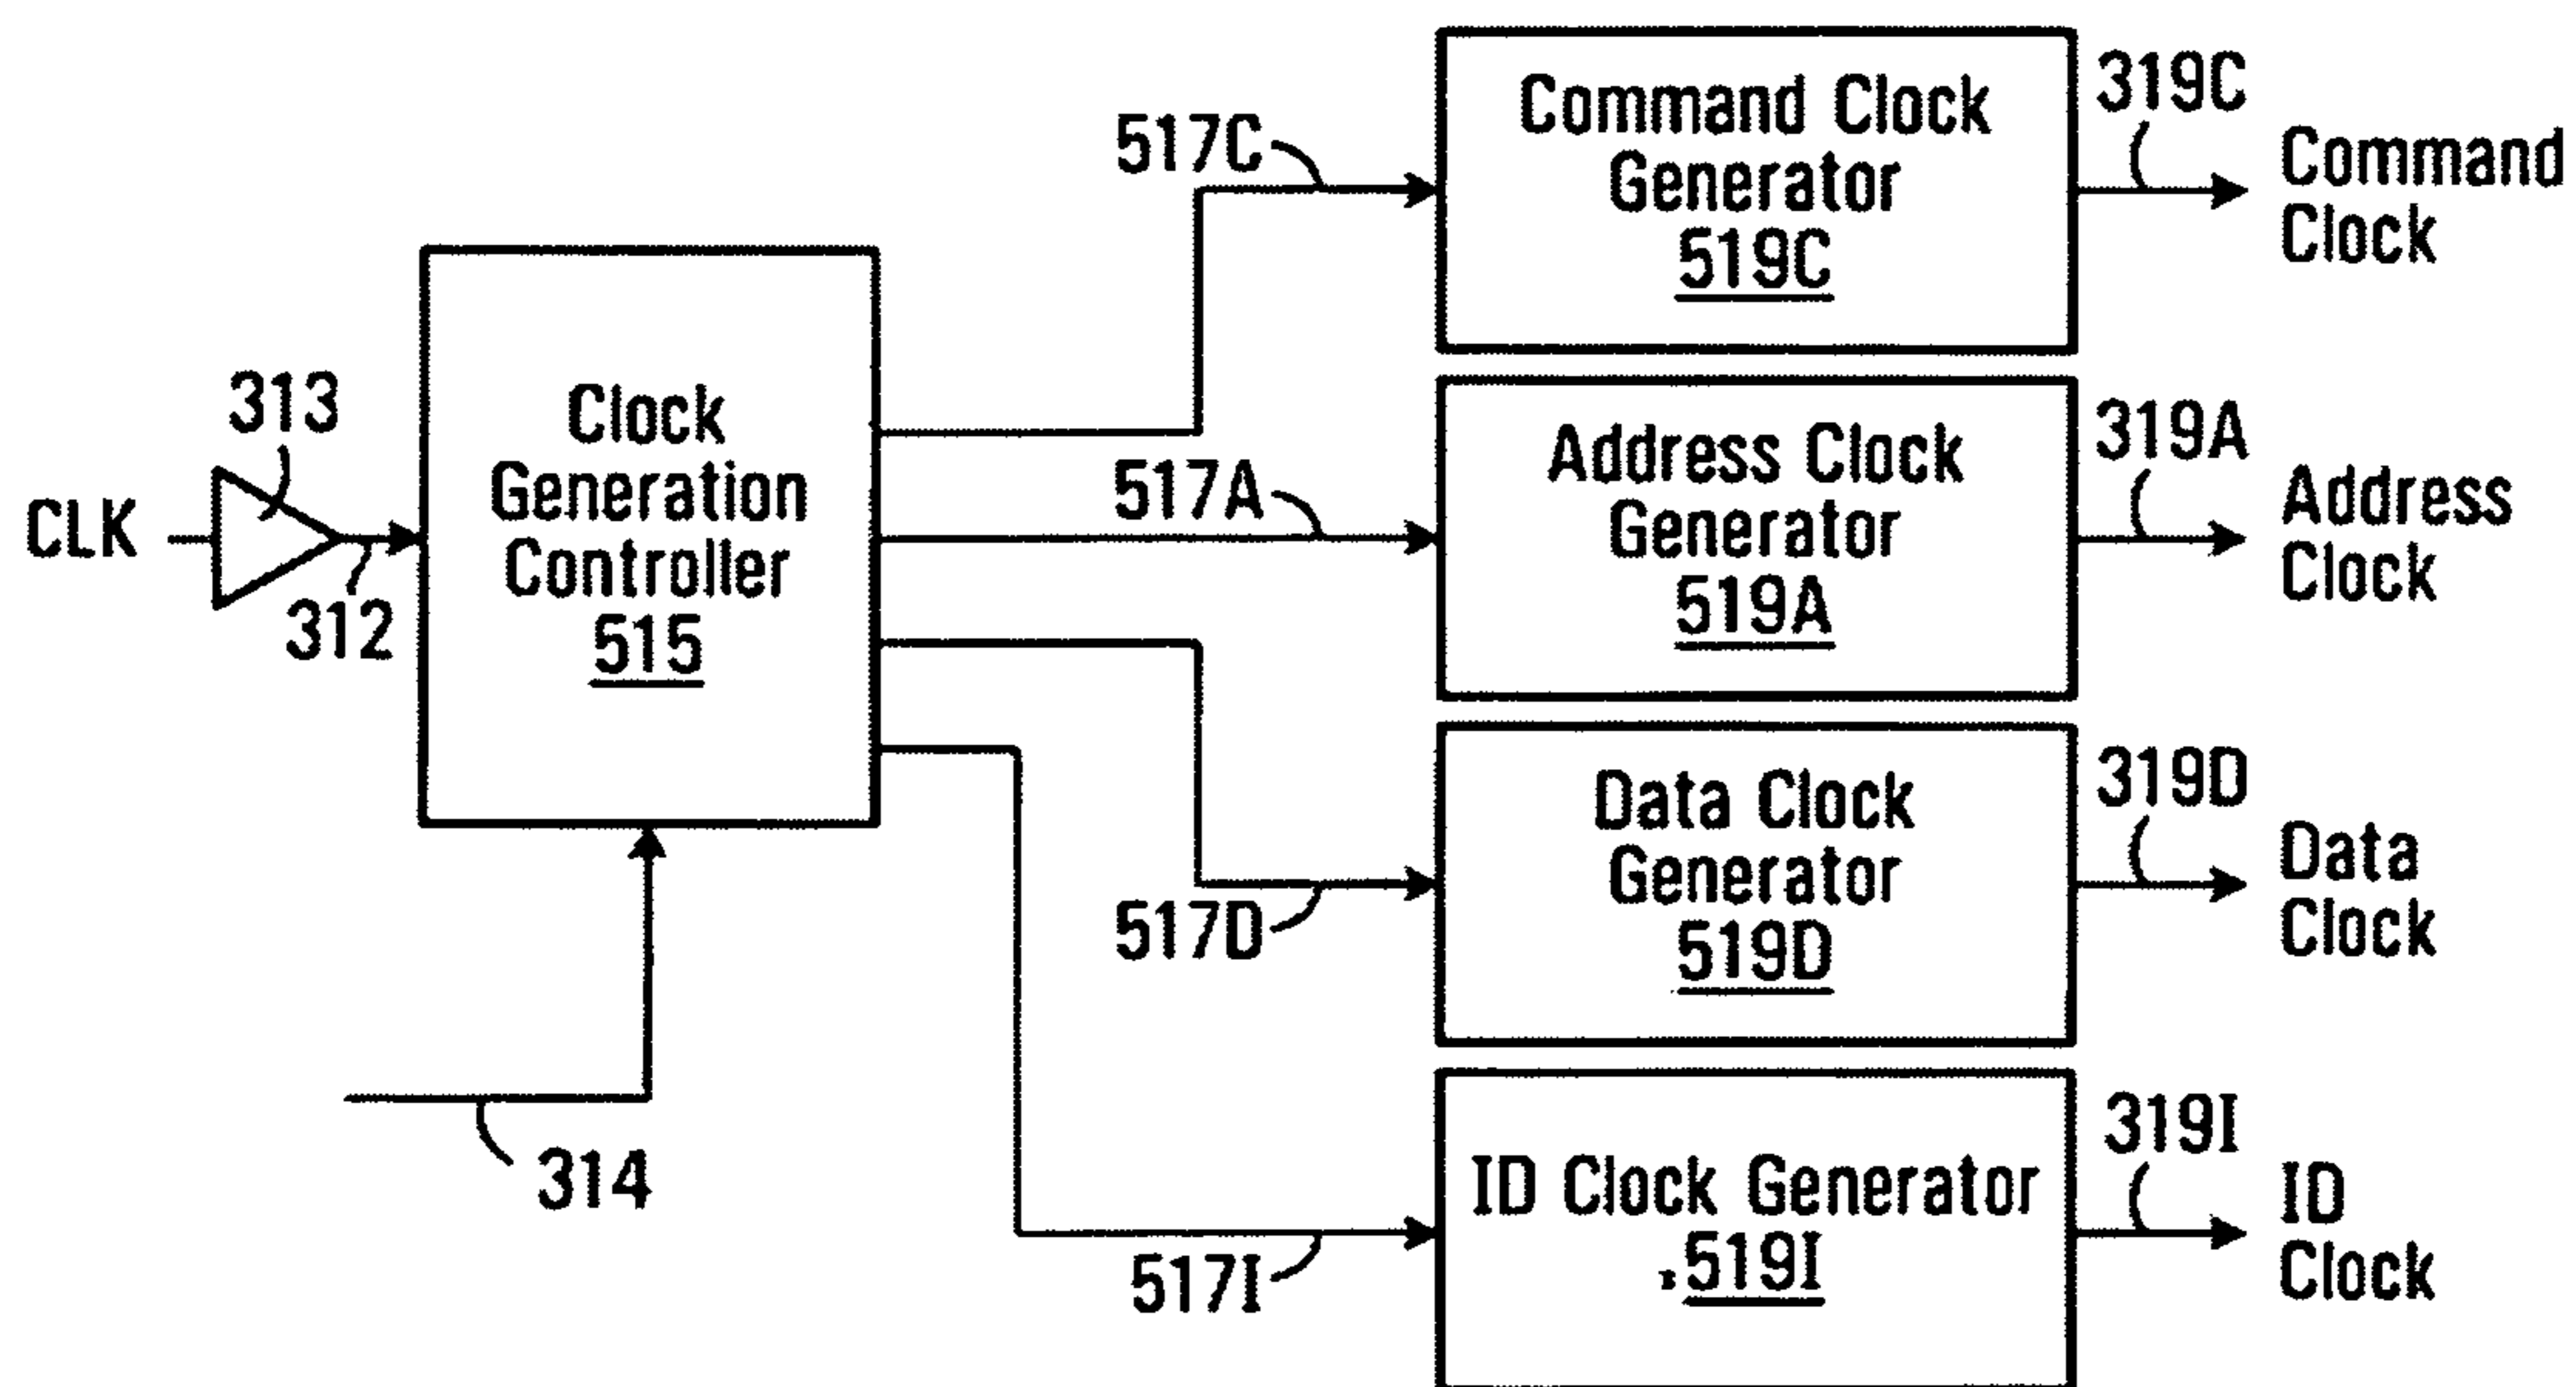 CLK
313
312
Clock
Generation
Controller
515
314
517C
517A
517D
517I
Command Clock
Generator
519C
Address Clock
Generator
519A
Data Clock
Generator
519D
ID Clock Generator
519I
319C
Command
Clock
319A
Address
Clock
319D
Data
Clock
319I
ID
Clock